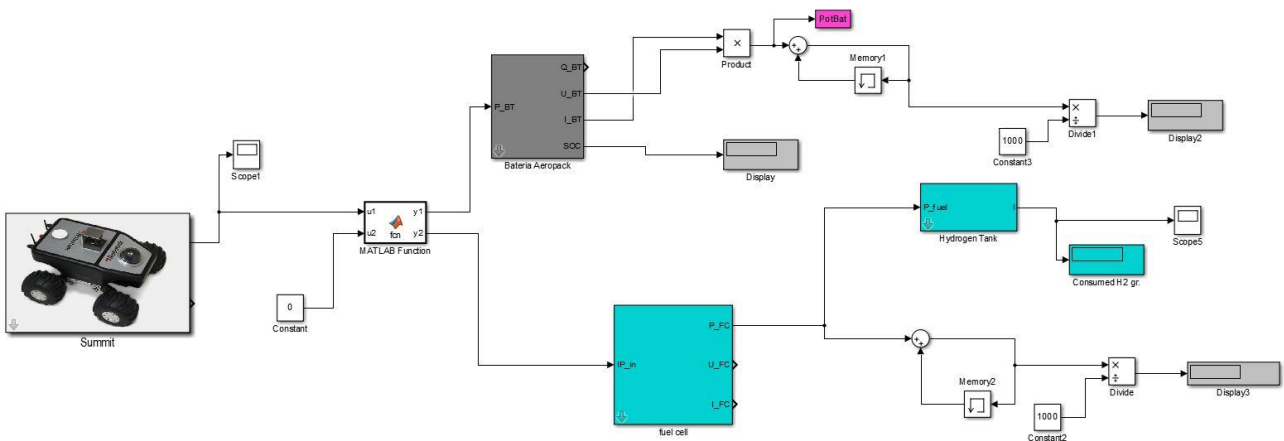 PotBat
Product
Memory1
Q_BT
U_BT
P_BT
I_BT
SOC
Bateria Aeropack
1000
Constant3
Divide1
Display2
Display
Scope1
u1
y1
u2
y2
fcn
MATLAB Function
P_fuel
I
Hydrogen Tank
Scope5
Consumed H2 gr.
0
Constant
Summit
P_FC
IP_in
U_FC
I_FC
fuel cell
Memory2
1000
Constant2
Divide
Display3